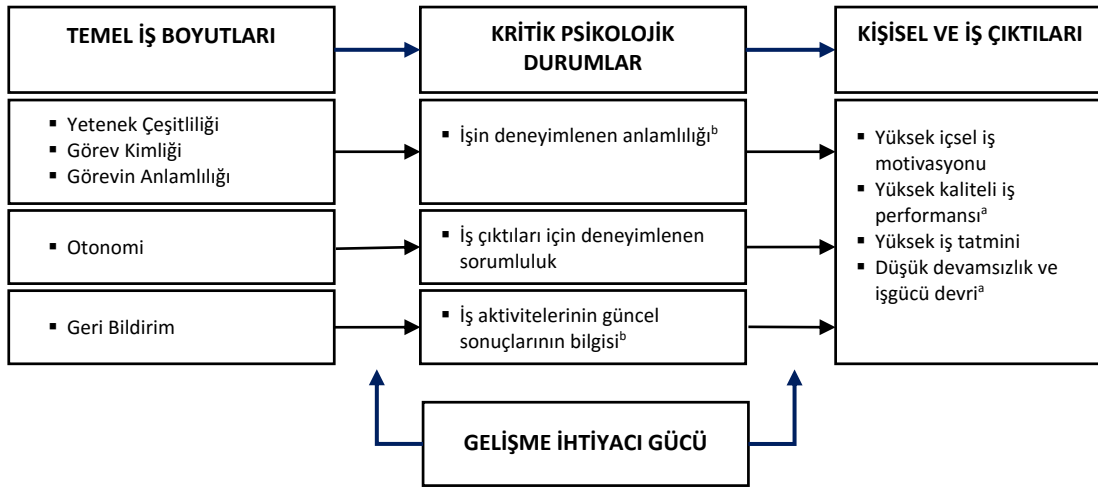 TEMEL İŞ BOYUTLARI
KRİTİK PSİKOLOJİK
DURUMLAR
KİŞİSEL VE İŞ ÇIKTILARI
▪ Yetenek Çeşitliliği
▪ Görev Kimliği
▪ Görevin Anlamlılığı
▪ İşin deneyimlenen anlamlılığıᵇ
▪ Otonomi
▪ İş çıktıları için deneyimlenen
sorumluluk
▪ Geri Bildirim
▪ İş aktivitelerinin güncel
sonuçlarının bilgisiᵇ
▪ Yüksek içsel iş
motivasyonu
▪ Yüksek kaliteli iş
performansıᵃ
▪ Yüksek iş tatmini
▪ Düşük devamsızlık ve
işgücü devriᵃ
GELİŞME İHTİYACI GÜCÜ